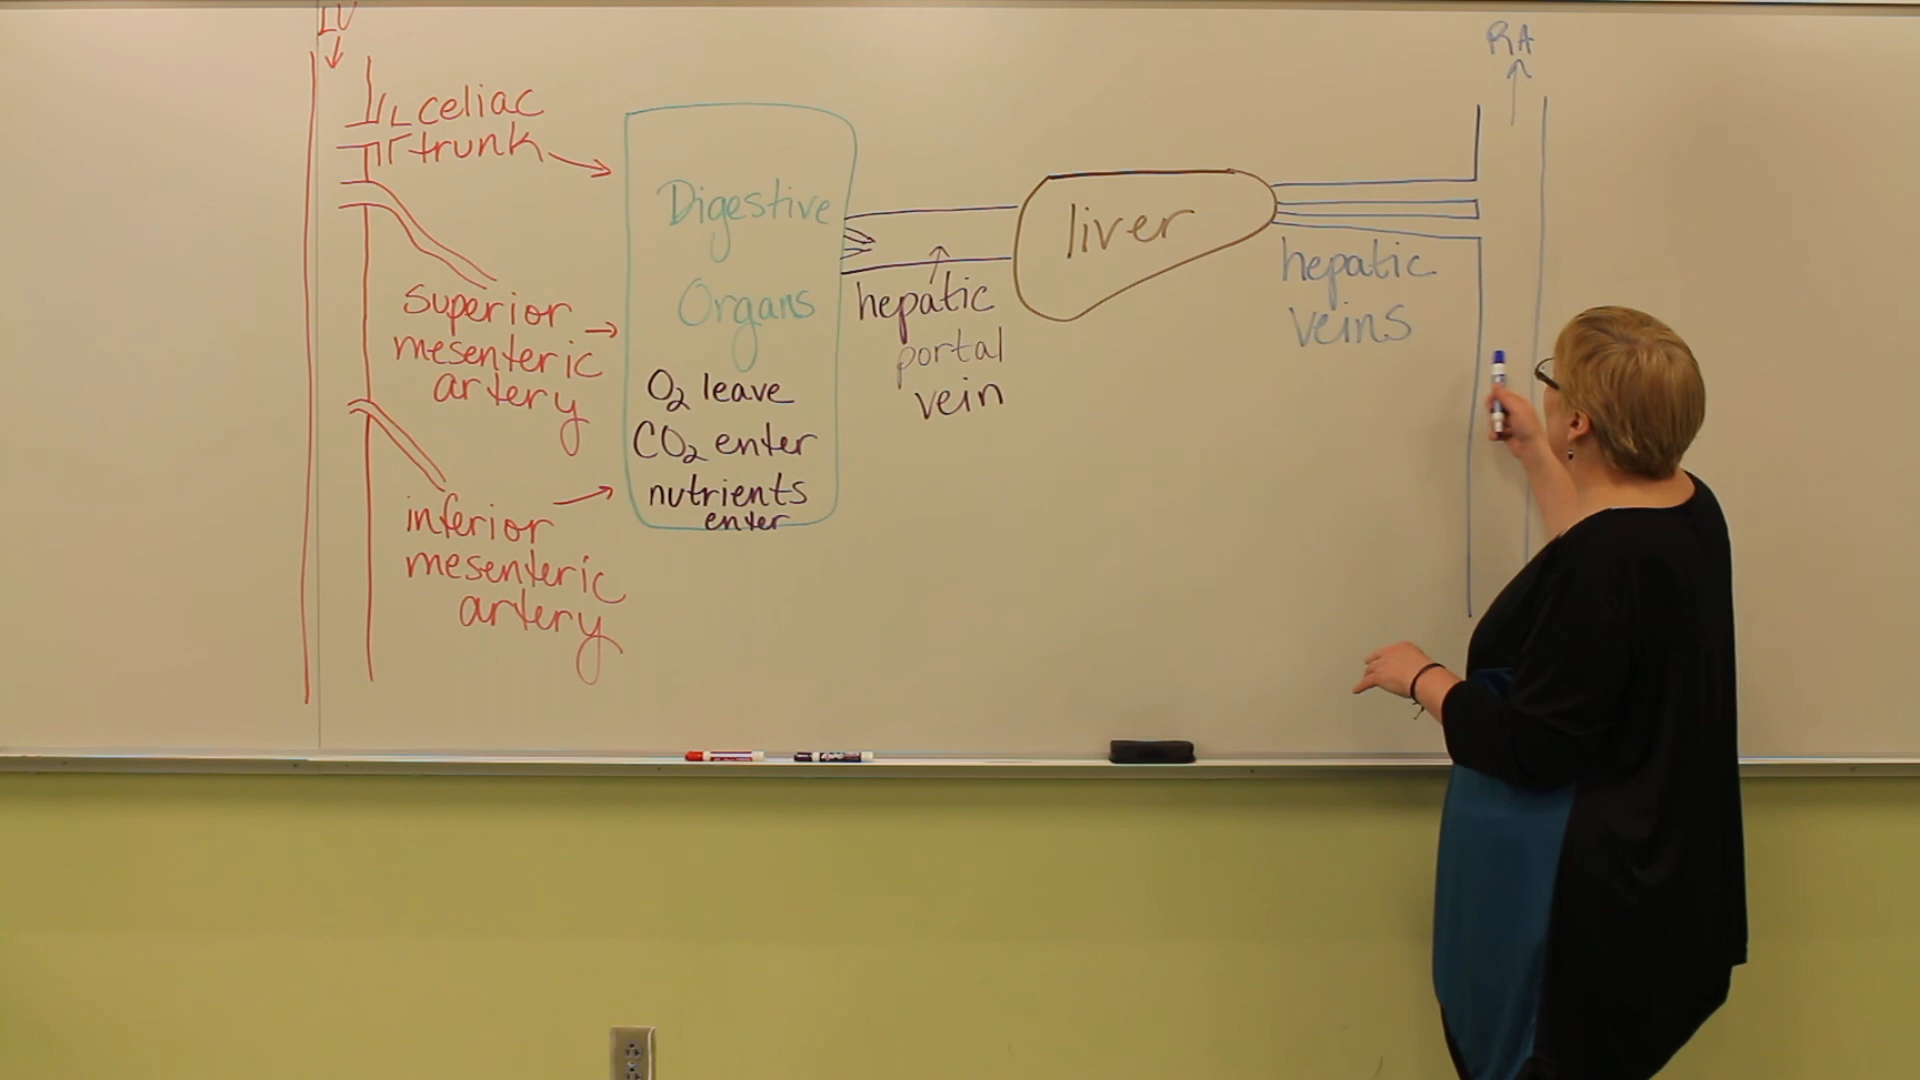 LV
celiac
trunk
superior
mesenteric
artery
inferior
mesenteric
artery
Digestive
Organs
O2 leave
CO2 enter
nutrients
enter
hepatic
portal
vein
liver
hepatic
veins
RA